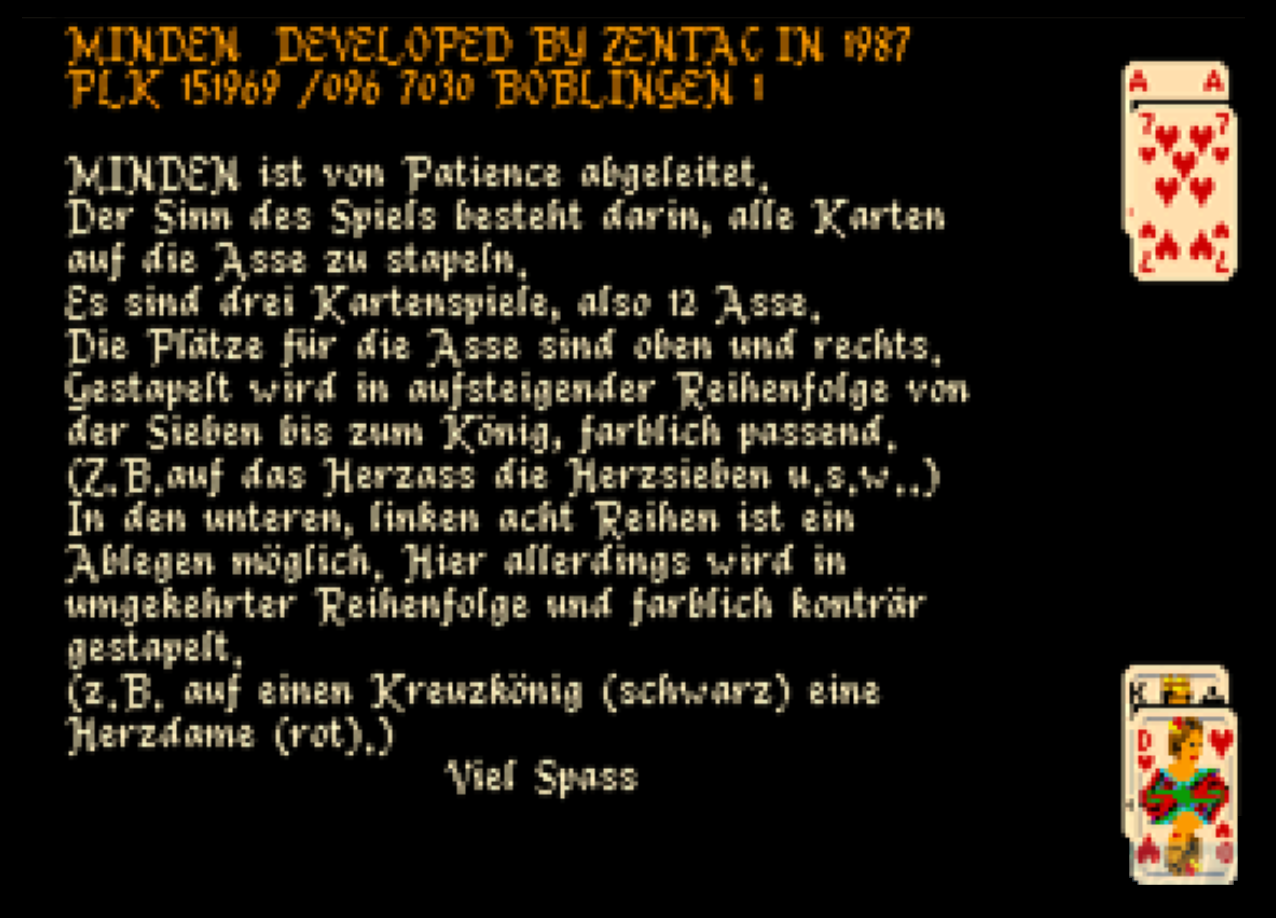 MINDEN DEVELOPED BY ZENTAC IN 1987
PLK 151969 /096 7030 BOBLINGEN 1
MINDEN ist von Patience abgeleitet.
Der Sinn des Spiels besteht darin, alle Karten
auf die Asse zu stapeln.
Es sind drei Kartenspiele, also 12 Asse.
Die Plätze für die Asse sind oben und rechts.
Gestapelt wird in aufsteigender Reihenfolge von
der Sieben bis zum König, farblich passend.
(Z.B.auf das Herzass die Herzsieben u.s.w..)
In den unteren, linken acht Reihen ist ein
Ablegen möglich. Hier allerdings wird in
umgekehrter Reihenfolge und farblich konträr
gestapelt.
(z.B. auf einen Kreuzkönig (schwarz) eine
Herzdame (rot).)
Viel Spass
A A
7 7
7 7
K
D
D